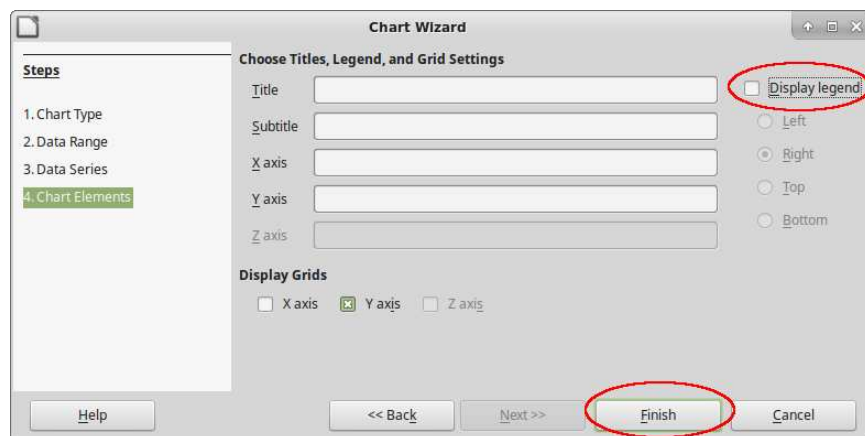 Chart Wizard
Steps
1. Chart Type
2. Data Range
3. Data Series
4. Chart Elements
Choose Titles, Legend, and Grid Settings
Title
Subtitle
X axis
Y axis
Z axis
Display legend
Left
Right
Top
Bottom
Display Grids
X axis Y axis Z axis
Help << Back Next >> Finish Cancel